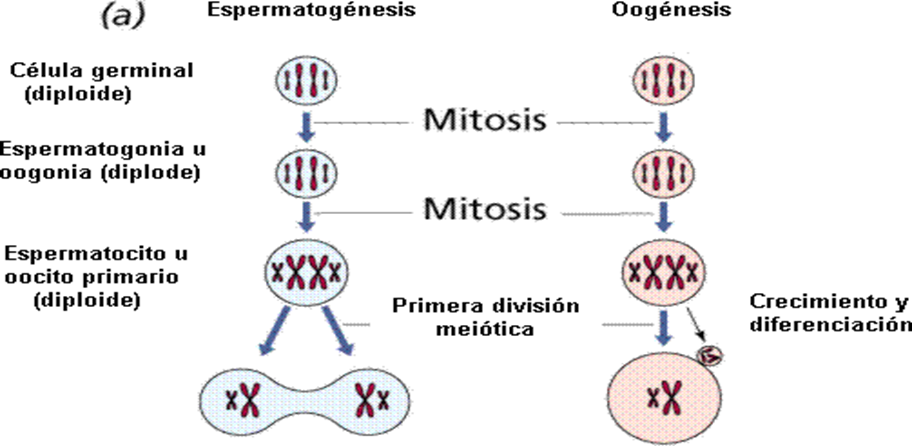 (a)
Espermatogénesis
Oogénesis
Célula germinal
(diploide)
Mitosis
Espermatogonia u
oogonia (diplode)
Mitosis
Espermatocito u
oocito primario
(diploide)
Primera división
meiótica
Crecimiento y
diferenciación